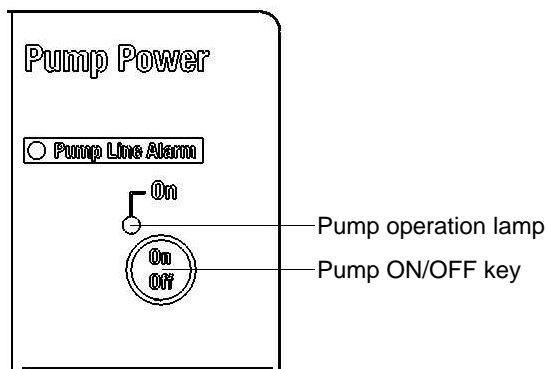 Pump Power
Pump Line Alarm
On
Pump operation lamp
On
Off
Pump ON/OFF key